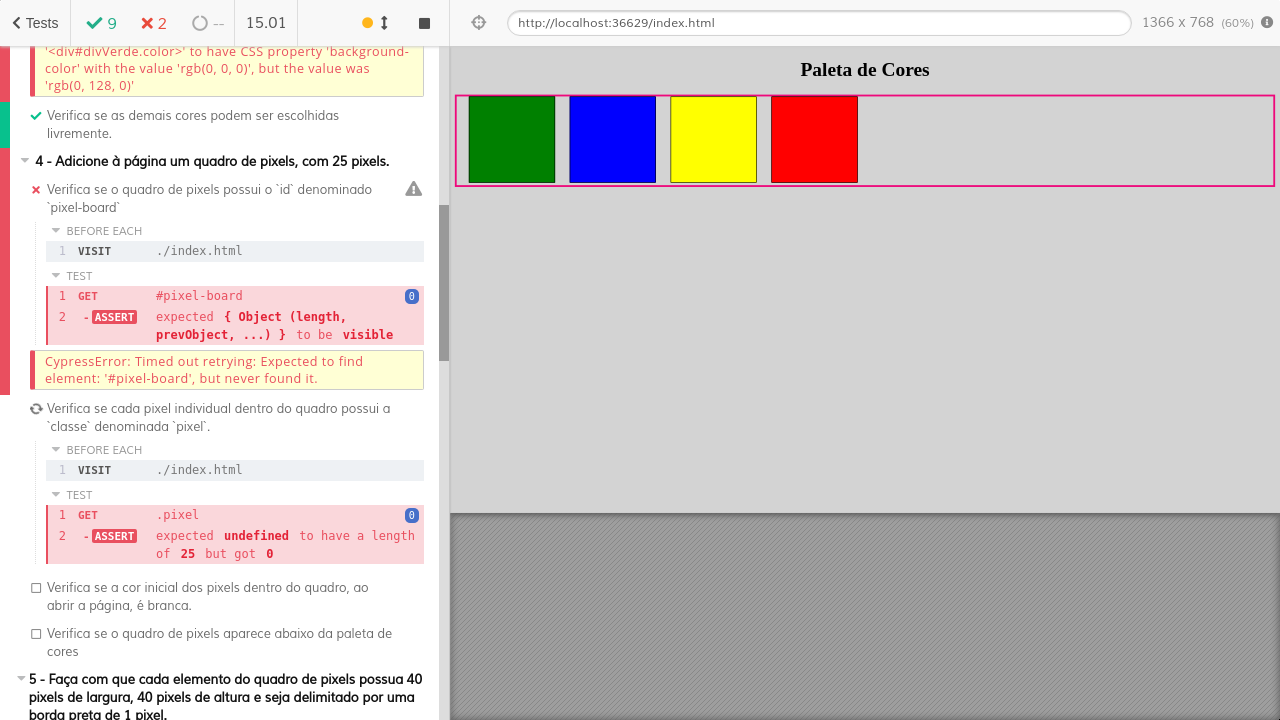 Tests
9
2
--
15.01
http://localhost:36629/index.html
1366 x 768 (60%)
'<div#divVerde.color>' to have CSS property 'background-
color' with the value 'rgb(0, 0, 0)', but the value was
'rgb(0, 128, 0)'
Verifica se as demais cores podem ser escolhidas
livremente.
4 - Adicione à página um quadro de pixels, com 25 pixels.
Verifica se o quadro de pixels possui o `id` denominado
`pixel-board`
BEFORE EACH
1 VISIT ./index.html
TEST
1 GET #pixel-board 0
2 -ASSERT expected { Object (length,
prevObject, ...) } to be visible
CypressError: Timed out retrying: Expected to find
element: '#pixel-board', but never found it.
Verifica se cada pixel individual dentro do quadro possui a
`classe` denominada `pixel`.
BEFORE EACH
1 VISIT ./index.html
TEST
1 GET .pixel 0
2 -ASSERT expected undefined to have a length
of 25 but got 0
Verifica se a cor inicial dos pixels dentro do quadro, ao
abrir a página, é branca.
Verifica se o quadro de pixels aparece abaixo da paleta de
cores
5 - Faça com que cada elemento do quadro de pixels possua 40
pixels de largura, 40 pixels de altura e seja delimitado por uma
borda preta de 1 pixel.
Paleta de Cores